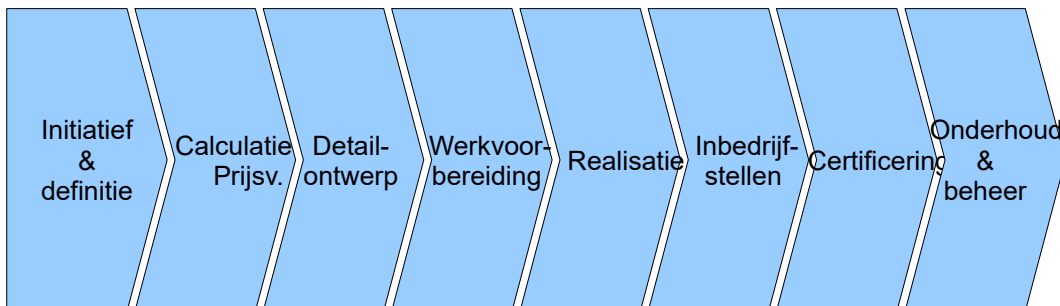 Initiatief
&
definitie
Calculatie
Prijsv.
Detail-
ontwerp
Werkvoor-
bereiding
Realisatie
Inbedrijf-
stellen
Certificering
Onderhoud
&
beheer